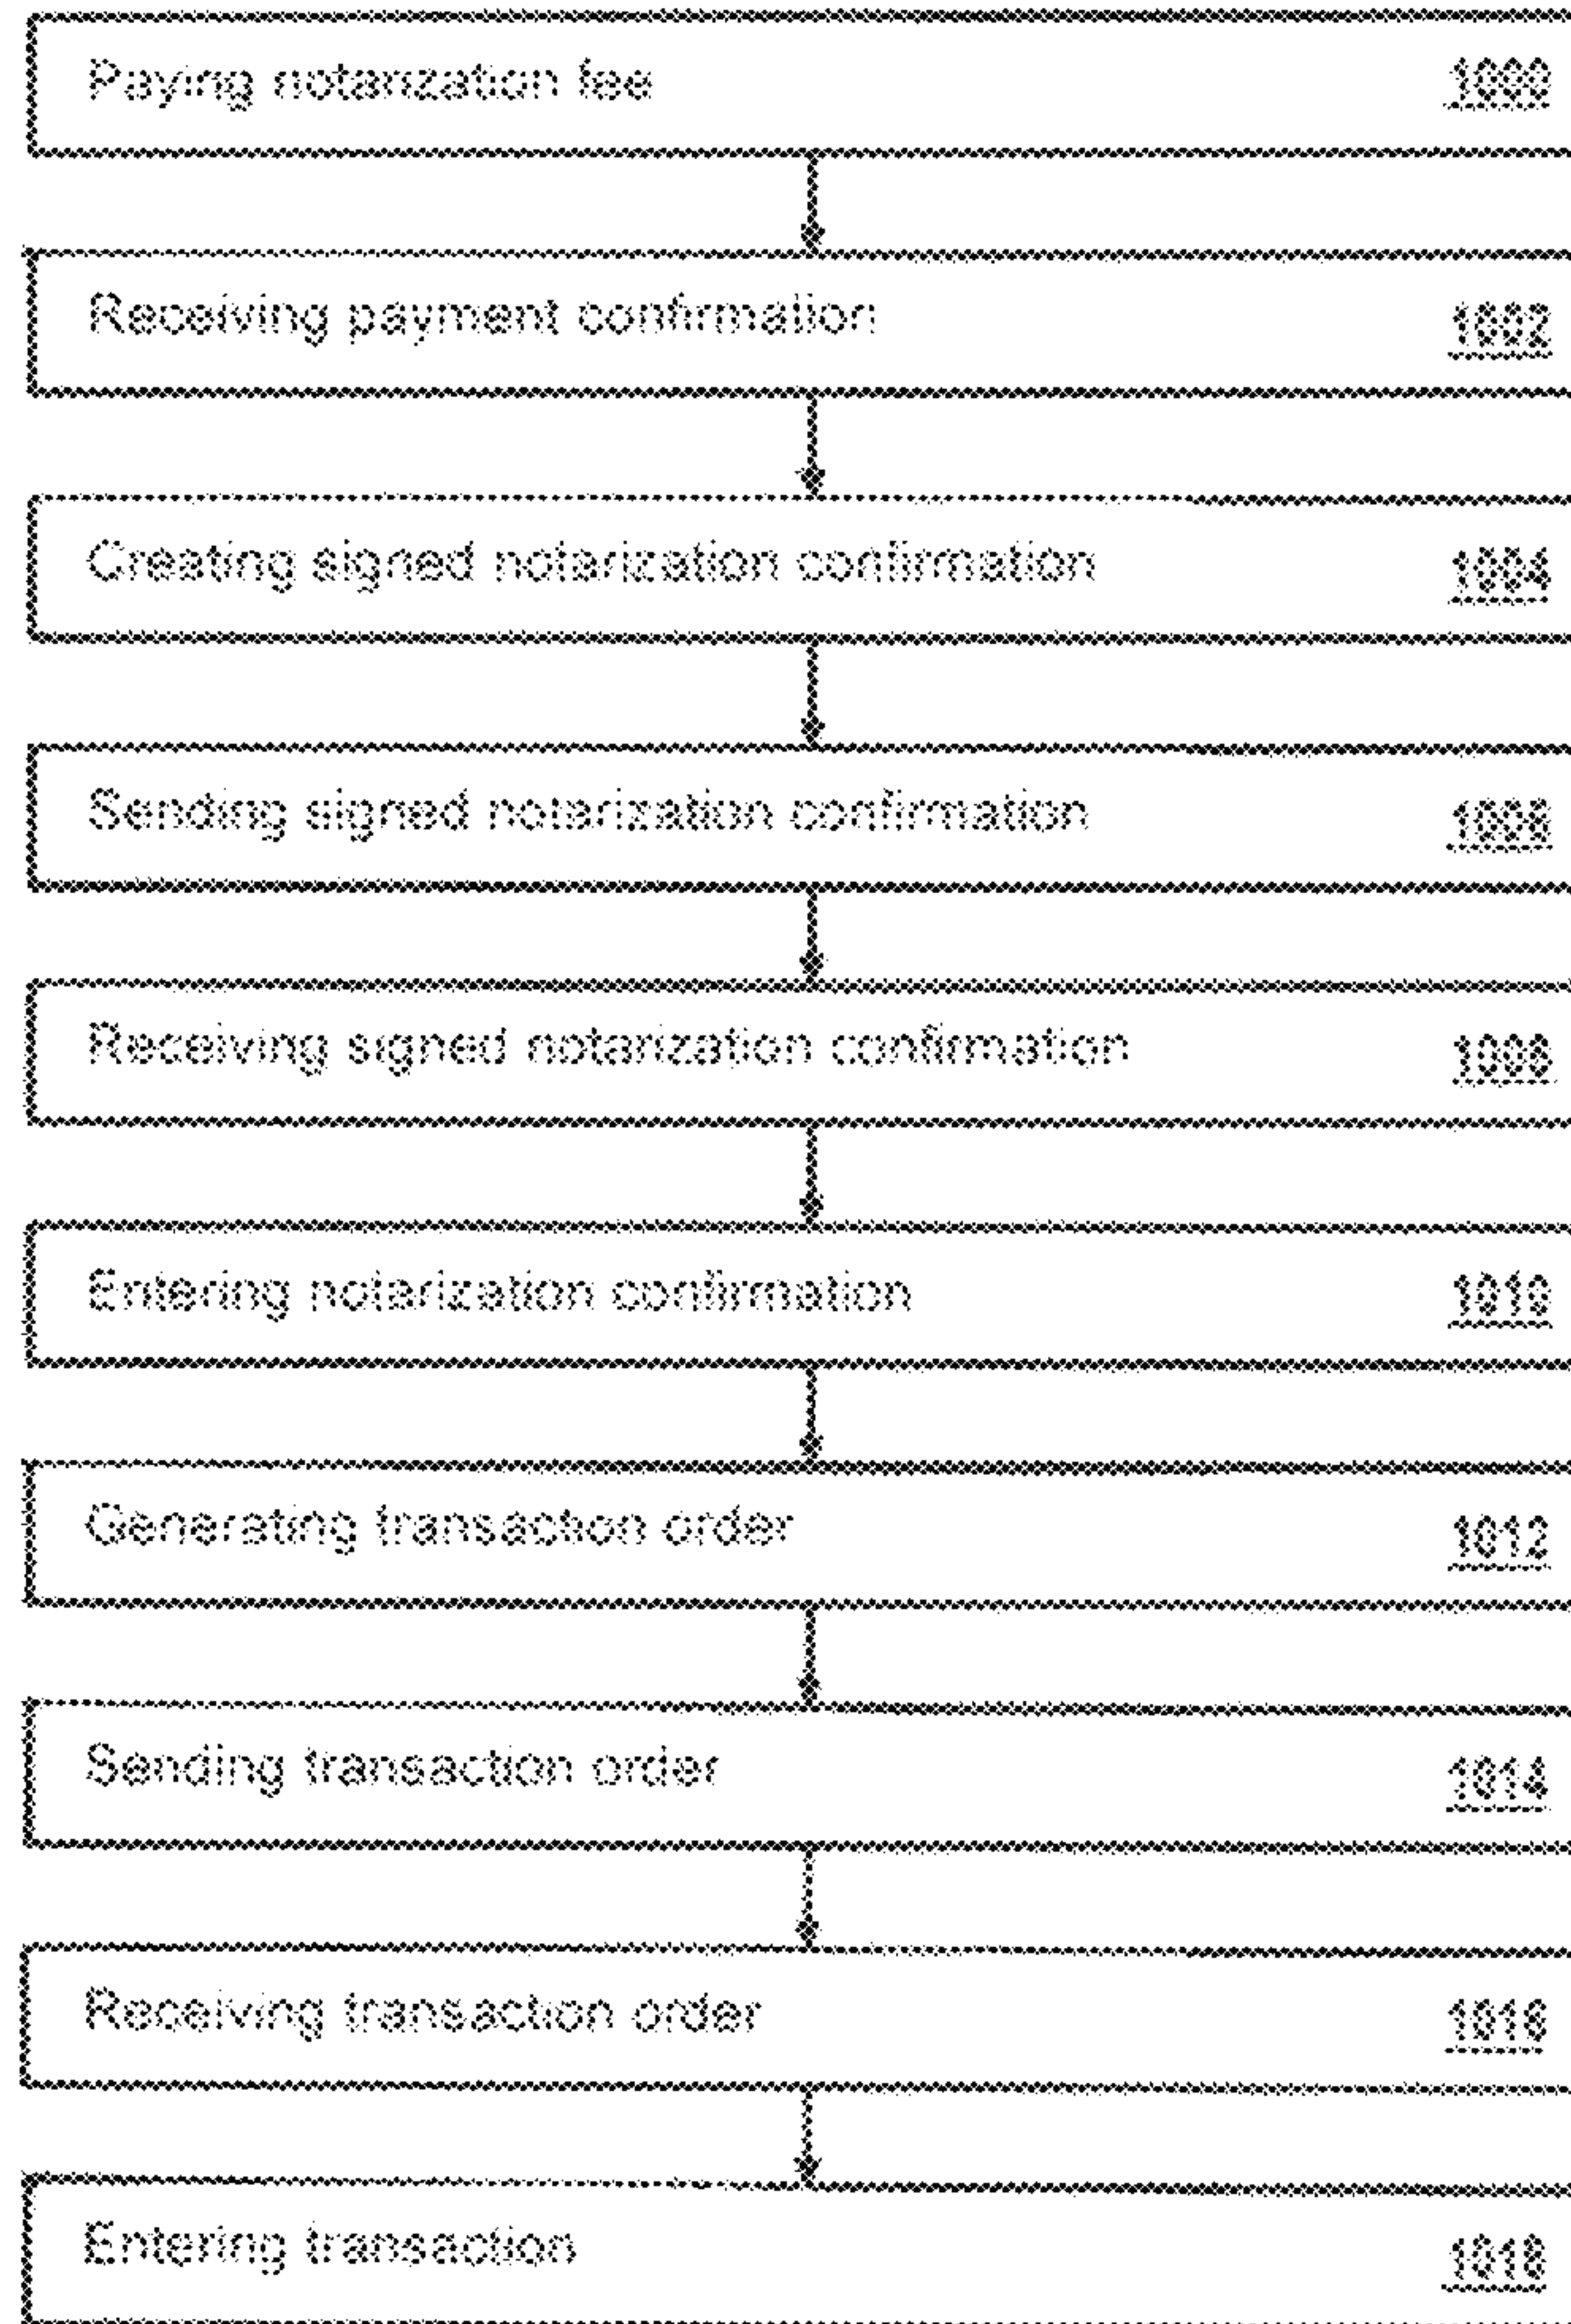 Paying notarization fee 1000
Receiving payment confirmation 1002
Creating signed notarization confirmation 1004
Sending signed notarization confirmation
Receiving signed notarization confirmation
Entering notarization confirmation 1010
Generating transaction order 1012
Sending transaction order 1014
Receiving transaction order 1016
Entering transaction 1018